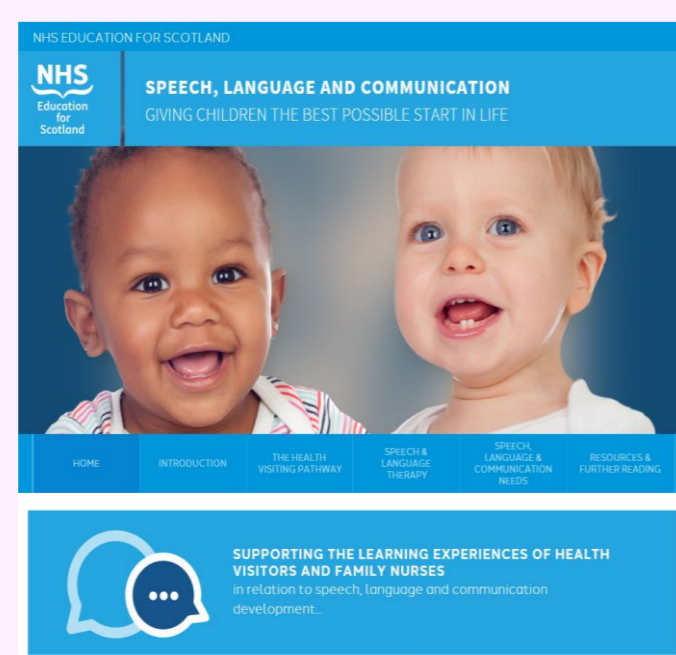 NHS EDUCATION FOR SCOTLAND
NHS
Education
for
Scotland
SPEECH, LANGUAGE AND COMMUNICATION
GIVING CHILDREN THE BEST POSSIBLE START IN LIFE
HOME
INTRODUCTION
THE HEALTH
VISITING PATHWAY
SPEECH &
LANGUAGE
THERAPY
SPEECH,
LANGUAGE &
COMMUNICATION
NEEDS
RESOURCES &
FURTHER READING
SUPPORTING THE LEARNING EXPERIENCES OF HEALTH
VISITORS AND FAMILY NURSES
in relation to speech, language and communication
development...